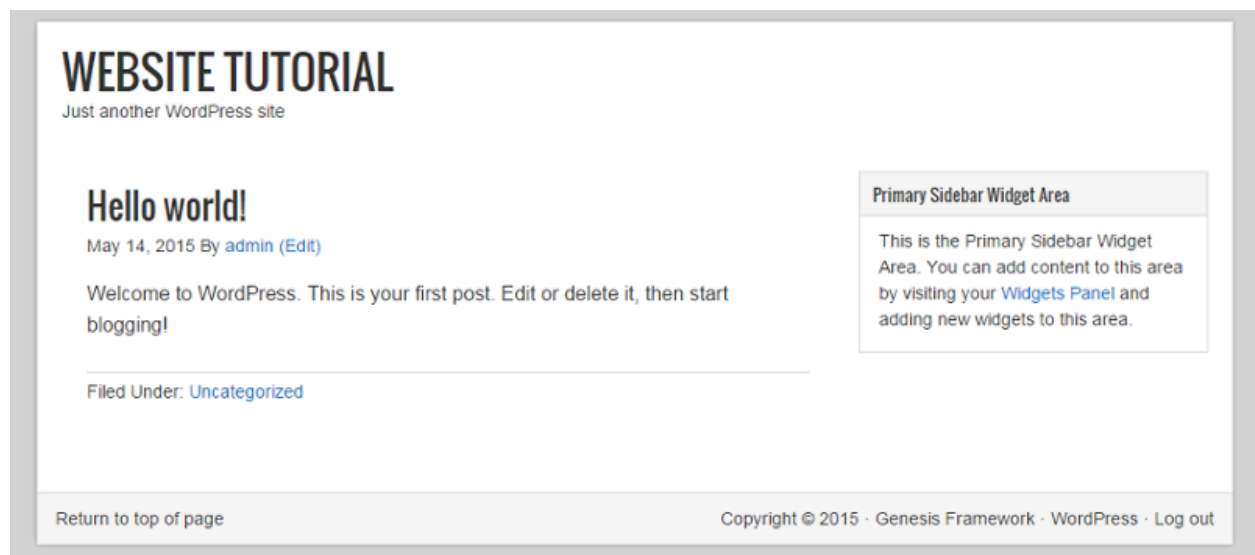 WEBSITE TUTORIAL
Just another WordPress site
Hello world!
May 14, 2015 By admin (Edit)
Welcome to WordPress. This is your first post. Edit or delete it, then start
blogging!
Filed Under: Uncategorized
Primary Sidebar Widget Area
This is the Primary Sidebar Widget
Area. You can add content to this area
by visiting your Widgets Panel and
adding new widgets to this area.
Return to top of page
Copyright © 2015 · Genesis Framework · WordPress · Log out